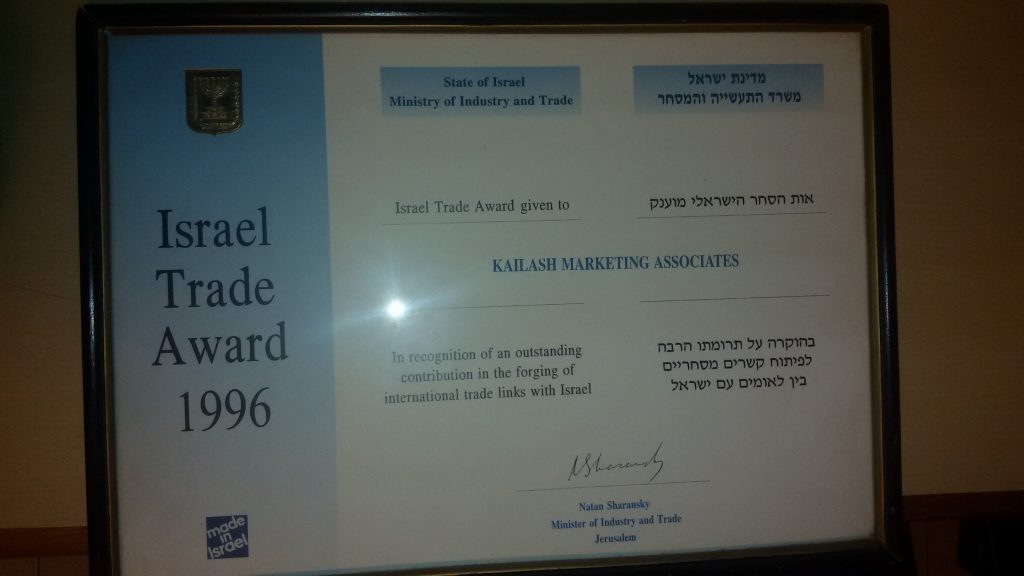 Israel
Trade
Award
1996
made
in
Israel
State of Israel
Ministry of Industry and Trade
מדינת ישראל
משרד התעשייה והמסחר
Israel Trade Award given to
אות הסחר הישראלי מוענק
KAILASH MARKETING ASSOCIATES
In recognition of an outstanding
contribution in the forging of
international trade links with Israel
בהוקרה על תרומתו הרבה
לפיתוח קשרים מסחריים
בין לאומים עם ישראל
NSharansky
Natan Sharansky
Minister of Industry and Trade
Jerusalem